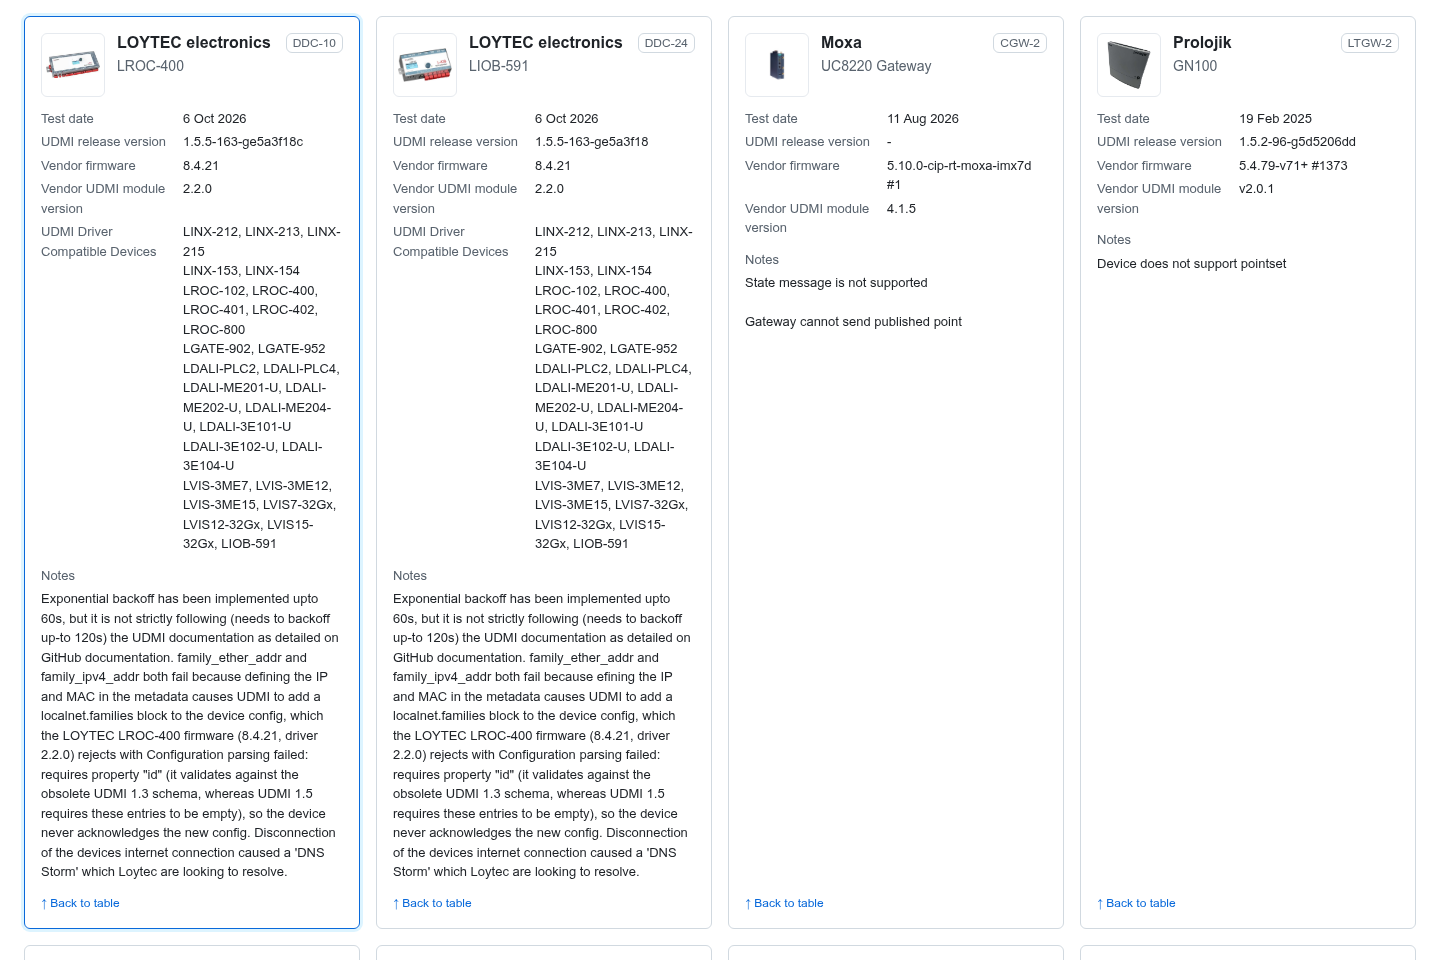 LOYTEC electronics
DDC-10
LROC-400
Test date
6 Oct 2026
UDMI release version
1.5.5-163-ge5a3f18c
Vendor firmware
8.4.21
Vendor UDMI module
version
2.2.0
UDMI Driver
Compatible Devices
LINX-212, LINX-213, LINX-
215
LINX-153, LINX-154
LROC-102, LROC-400,
LROC-401, LROC-402,
LROC-800
LGATE-902, LGATE-952
LDALI-PLC2, LDALI-PLC4,
LDALI-ME201-U, LDALI-
ME202-U, LDALI-ME204-
U, LDALI-3E101-U
LDALI-3E102-U, LDALI-
3E104-U
LVIS-3ME7, LVIS-3ME12,
LVIS-3ME15, LVIS7-32Gx,
LVIS12-32Gx, LVIS15-
32Gx, LIOB-591
Notes
Exponential backoff has been implemented upto
60s, but it is not strictly following (needs to backoff
up-to 120s) the UDMI documentation as detailed on
GitHub documentation. family_ether_addr and
family_ipv4_addr both fail because defining the IP
and MAC in the metadata causes UDMI to add a
localnet.families block to the device config, which
the LOYTEC LROC-400 firmware (8.4.21, driver
2.2.0) rejects with Configuration parsing failed:
requires property "id" (it validates against the
obsolete UDMI 1.3 schema, whereas UDMI 1.5
requires these entries to be empty), so the device
never acknowledges the new config. Disconnection
of the devices internet connection caused a 'DNS
Storm' which Loytec are looking to resolve.
↑ Back to table
LOYTEC electronics
DDC-24
LIOB-591
Test date
6 Oct 2026
UDMI release version
1.5.5-163-ge5a3f18
Vendor firmware
8.4.21
Vendor UDMI module
version
2.2.0
UDMI Driver
Compatible Devices
LINX-212, LINX-213, LINX-
215
LINX-153, LINX-154
LROC-102, LROC-400,
LROC-401, LROC-402,
LROC-800
LGATE-902, LGATE-952
LDALI-PLC2, LDALI-PLC4,
LDALI-ME201-U, LDALI-
ME202-U, LDALI-ME204-
U, LDALI-3E101-U
LDALI-3E102-U, LDALI-
3E104-U
LVIS-3ME7, LVIS-3ME12,
LVIS-3ME15, LVIS7-32Gx,
LVIS12-32Gx, LVIS15-
32Gx, LIOB-591
Notes
Exponential backoff has been implemented upto
60s, but it is not strictly following (needs to backoff
up-to 120s) the UDMI documentation as detailed on
GitHub documentation. family_ether_addr and
family_ipv4_addr both fail because efining the IP
and MAC in the metadata causes UDMI to add a
localnet.families block to the device config, which
the LOYTEC LROC-400 firmware (8.4.21, driver
2.2.0) rejects with Configuration parsing failed:
requires property "id" (it validates against the
obsolete UDMI 1.3 schema, whereas UDMI 1.5
requires these entries to be empty), so the device
never acknowledges the new config. Disconnection
of the devices internet connection caused a 'DNS
Storm' which Loytec are looking to resolve.
↑ Back to table
Moxa
CGW-2
UC8220 Gateway
Test date
11 Aug 2026
UDMI release version
-
Vendor firmware
5.10.0-cip-rt-moxa-imx7d
#1
Vendor UDMI module
version
4.1.5
Notes
State message is not supported
Gateway cannot send published point
↑ Back to table
Prolojik
LTGW-2
GN100
Test date
19 Feb 2025
UDMI release version
1.5.2-96-g5d5206dd
Vendor firmware
5.4.79-v71+ #1373
Vendor UDMI module
version
v2.0.1
Notes
Device does not support pointset
↑ Back to table